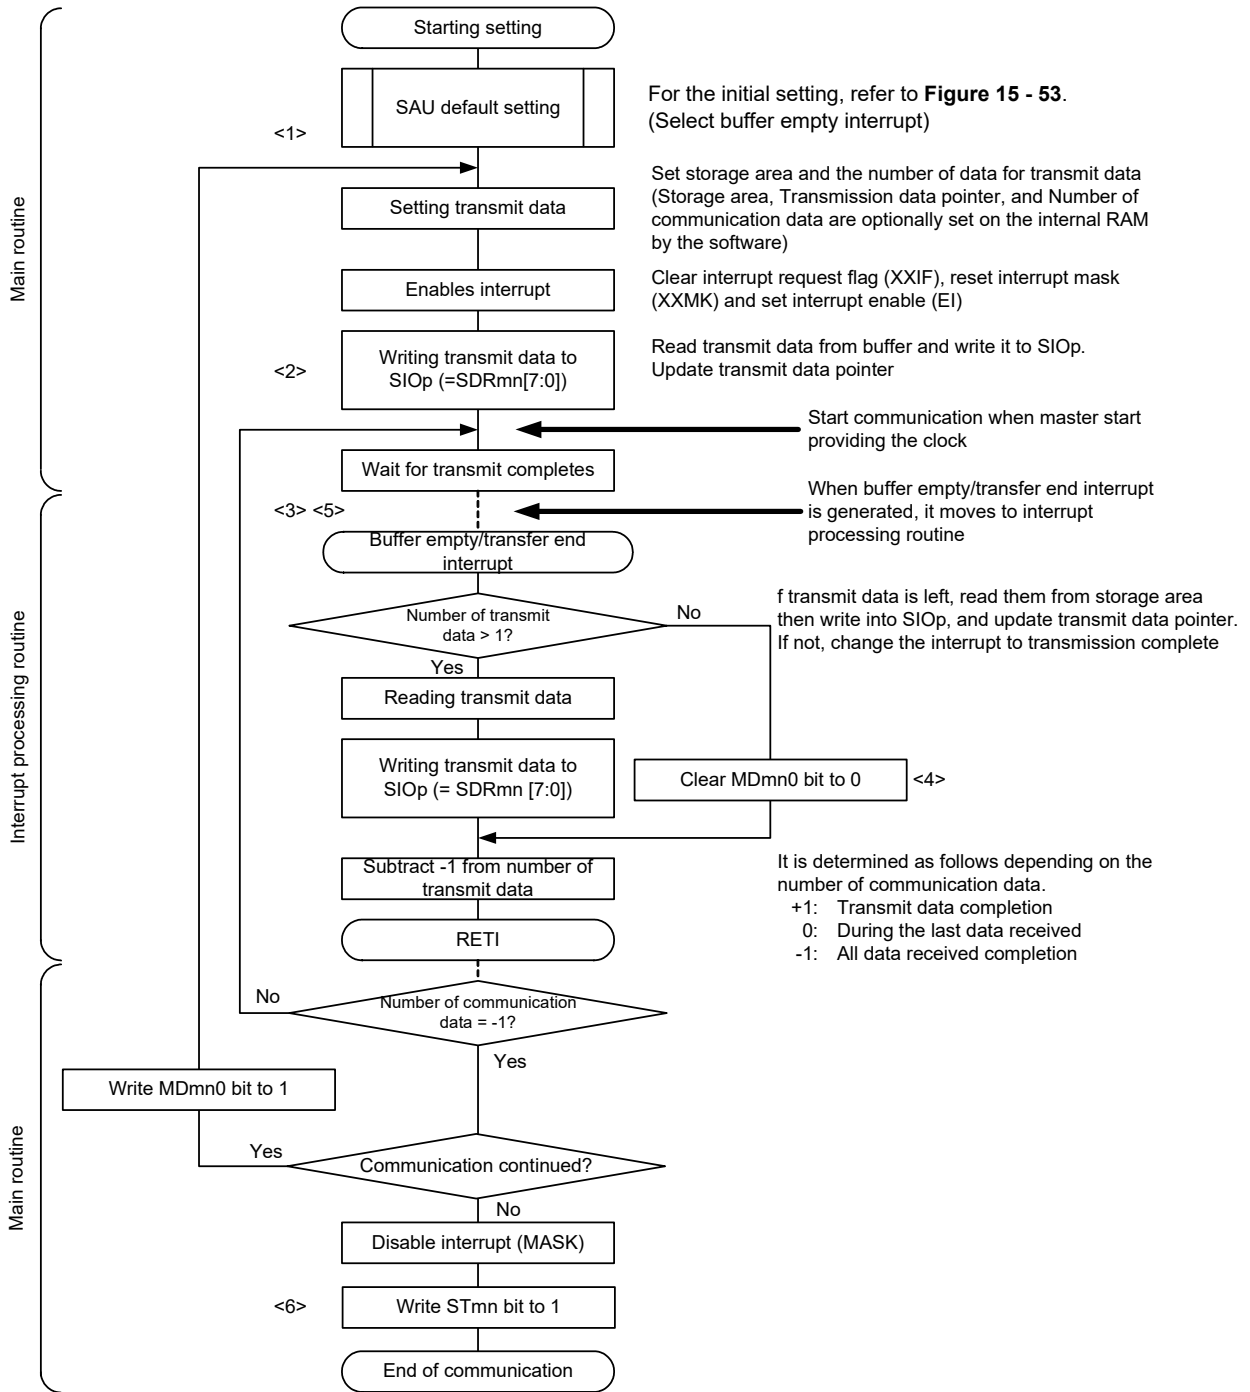 Starting setting
SAU default setting
For the initial setting, refer to Figure 15 - 53.
(Select buffer empty interrupt)
<1>
Main routine
Setting transmit data
Set storage area and the number of data for transmit data
(Storage area, Transmission data pointer, and Number of
communication data are optionally set on the internal RAM
by the software)
Enables interrupt
Clear interrupt request flag (XXIF), reset interrupt mask
(XXMK) and set interrupt enable (EI)
<2>
Writing transmit data to
SIOp (=SDRmn[7:0])
Read transmit data from buffer and write it to SIOp.
Update transmit data pointer
Start communication when master start
providing the clock
Wait for transmit completes
When buffer empty/transfer end interrupt
is generated, it moves to interrupt
processing routine
<3> <5>
Interrupt processing routine
Buffer empty/transfer end
interrupt
Number of transmit
data > 1?
No
Yes
f transmit data is left, read them from storage area
then write into SIOp, and update transmit data pointer.
If not, change the interrupt to transmission complete
Reading transmit data
Writing transmit data to
SIOp (= SDRmn [7:0])
Clear MDmn0 bit to 0
<4>
Subtract -1 from number of
transmit data
It is determined as follows depending on the
number of communication data.
+1: Transmit data completion
0: During the last data received
-1: All data received completion
RETI
Main routine
No
Number of communication
data = -1?
Yes
Write MDmn0 bit to 1
Yes
Communication continued?
No
Disable interrupt (MASK)
<6>
Write STmn bit to 1
End of communication